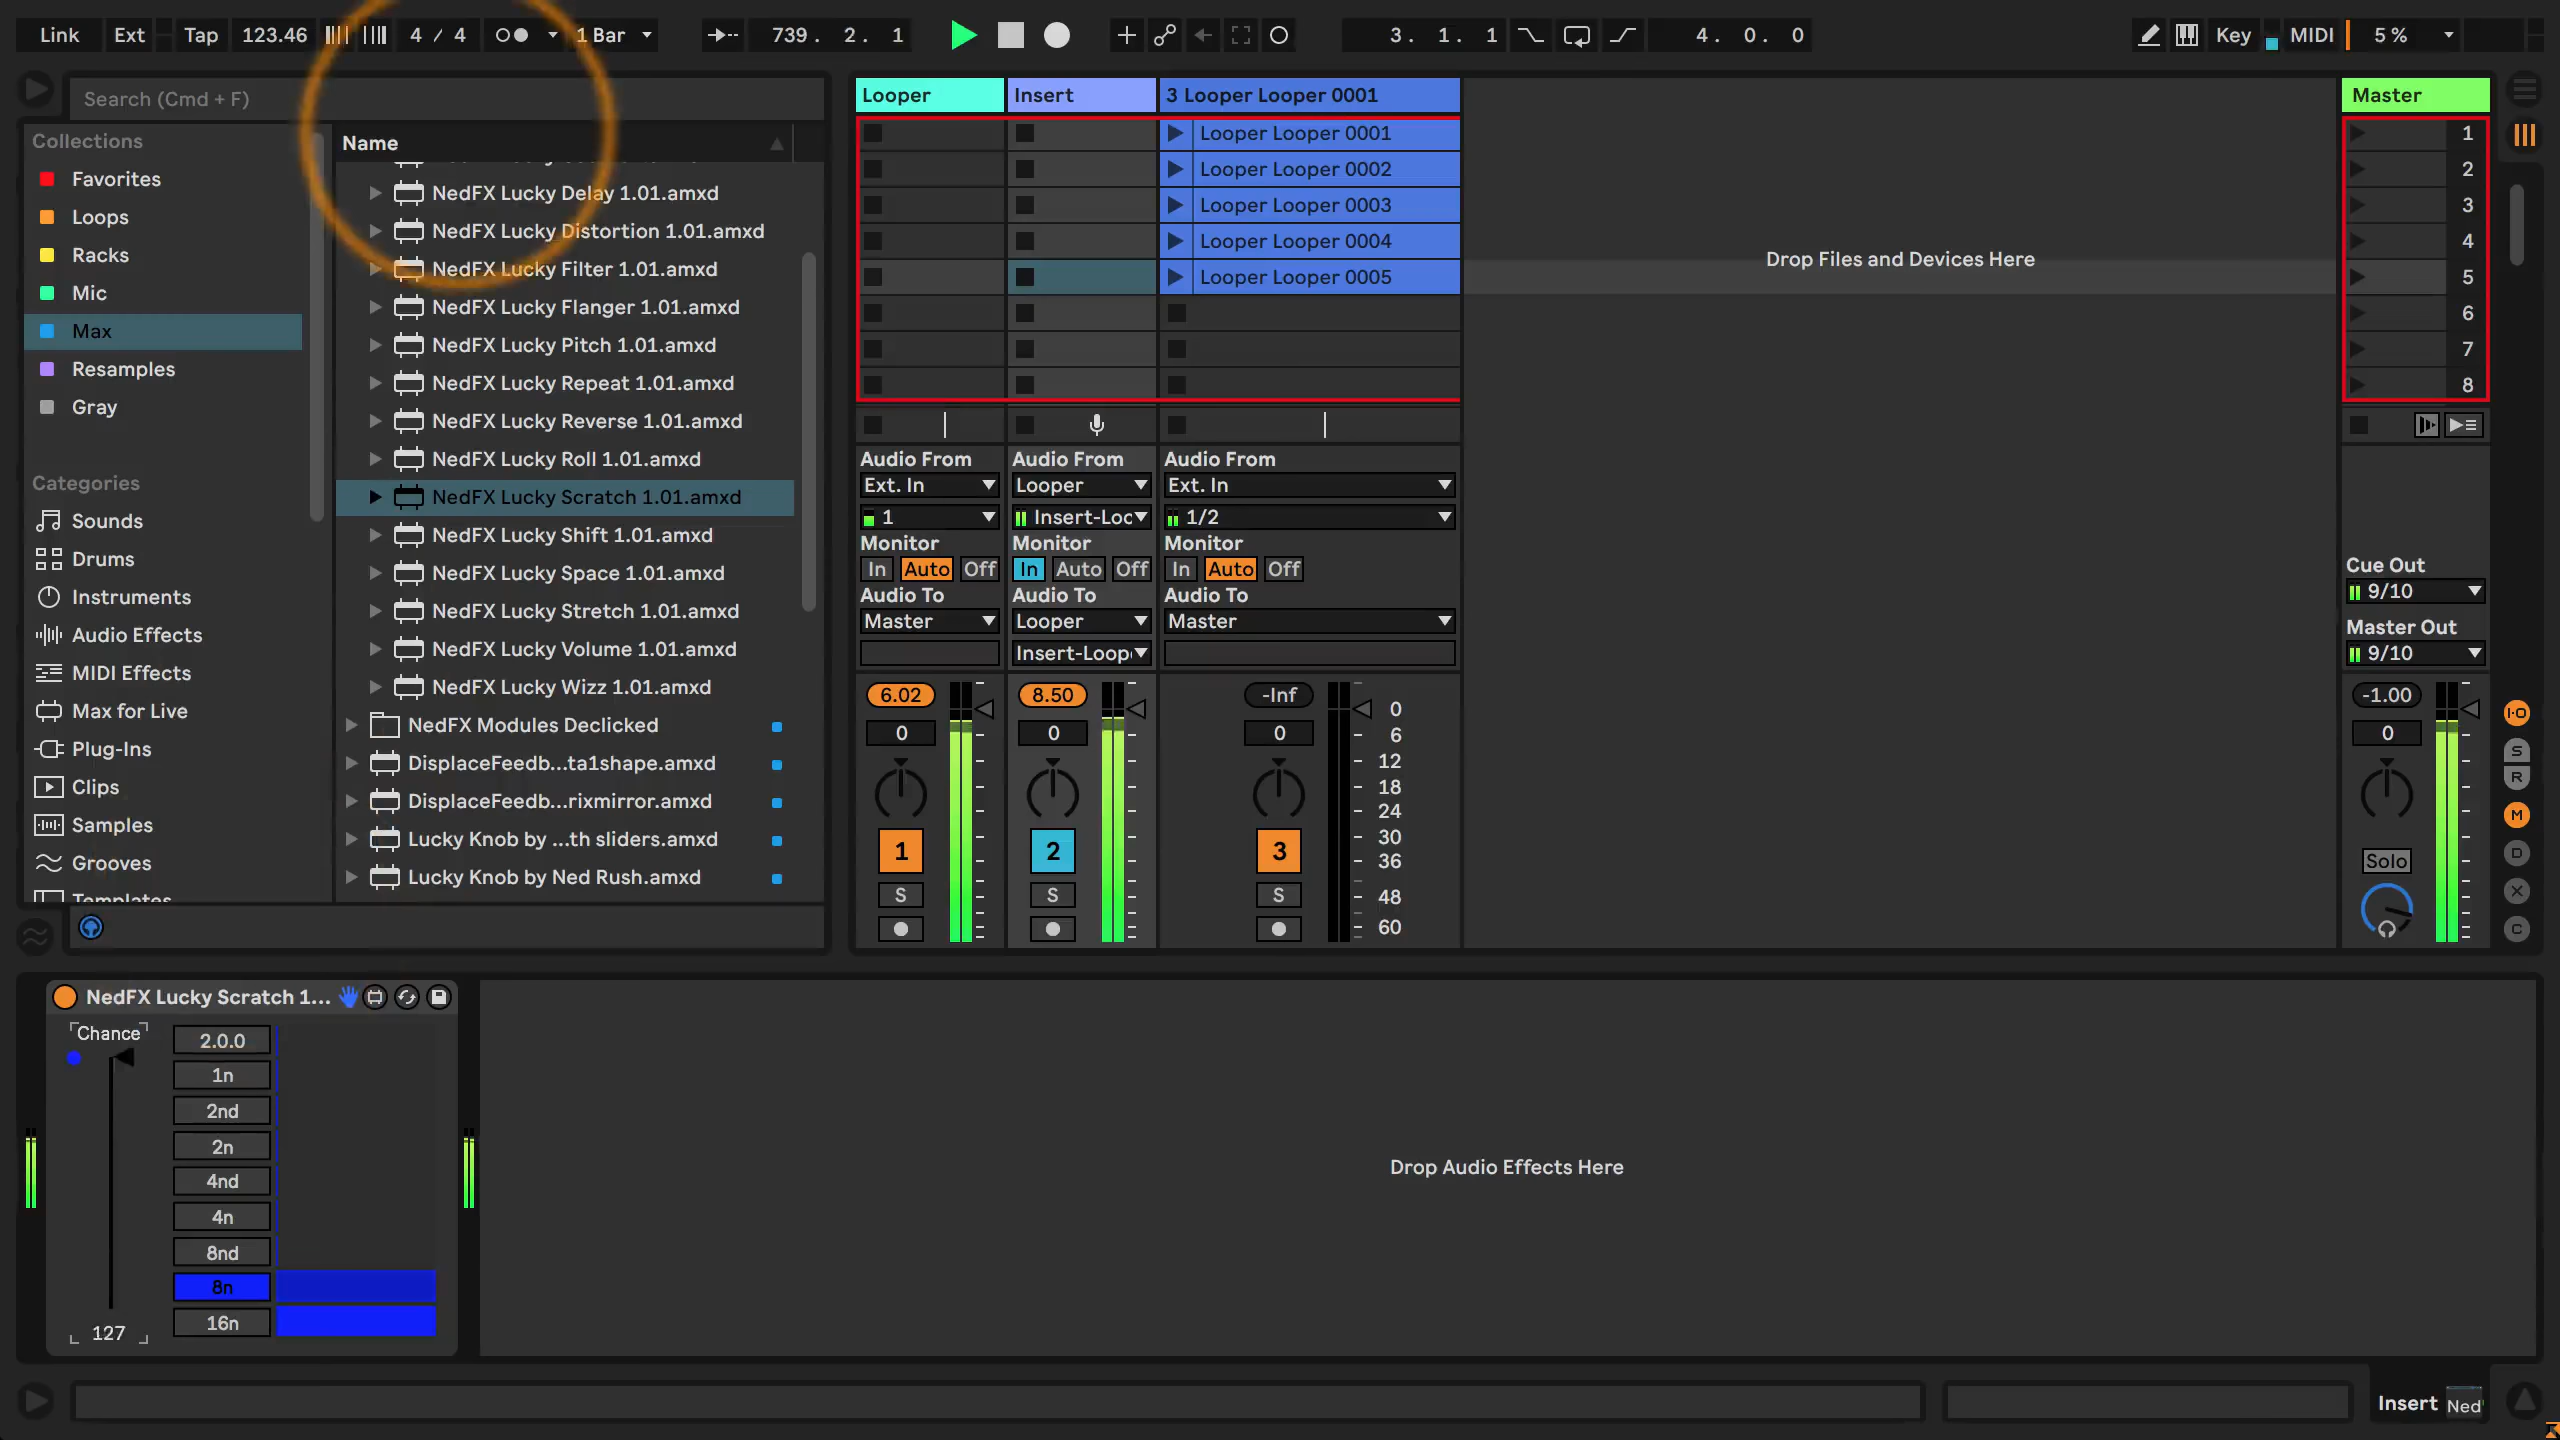 Link Ext Tap 123.46 4 / 4 1 Bar 739. 2. 1 3. 1. 1 4. 0. 0 Key MIDI 5 %
Search (Cmd + F)
Collections
Favorites
Loops
Racks
Mic
Max
Resamples
Gray
Categories
Sounds
Drums
Instruments
Audio Effects
MIDI Effects
Max for Live
Plug-Ins
Clips
Samples
Grooves
Templates
Name
NedFX Lucky Delay 1.01.amxd
NedFX Lucky Distortion 1.01.amxd
NedFX Lucky Filter 1.01.amxd
NedFX Lucky Flanger 1.01.amxd
NedFX Lucky Pitch 1.01.amxd
NedFX Lucky Repeat 1.01.amxd
NedFX Lucky Reverse 1.01.amxd
NedFX Lucky Roll 1.01.amxd
NedFX Lucky Scratch 1.01.amxd
NedFX Lucky Shift 1.01.amxd
NedFX Lucky Space 1.01.amxd
NedFX Lucky Stretch 1.01.amxd
NedFX Lucky Volume 1.01.amxd
NedFX Lucky Wizz 1.01.amxd
NedFX Modules Declicked
DisplaceFeedb...ta1shape.amxd
DisplaceFeedb...rixmirror.amxd
Lucky Knob by ...th sliders.amxd
Lucky Knob by Ned Rush.amxd
Looper Insert 3 Looper Looper 0001 Master
Looper Looper 0001 1
Looper Looper 0002 2
Looper Looper 0003 3
Looper Looper 0004 4
Looper Looper 0005 5
6
7
8
Drop Files and Devices Here
Audio From Audio From Audio From
Ext. In Looper Ext. In
1 Insert-Loc 1/2
Monitor Monitor Monitor
In Auto Off In Auto Off In Auto Off
Audio To Audio To Audio To
Master Looper Master
Insert-Loop
Cue Out
9/10
Master Out
9/10
6.02 8.50 -Inf -1.00
0 0 0 0
0
6
12
18
24
30
36
48
60
1 2 3 Solo
S S S
S
R
M
D
X
C
NedFX Lucky Scratch 1...
Chance
127
2.0.0
1n
2nd
2n
4nd
4n
8nd
8n
16n
Drop Audio Effects Here
Insert Ned